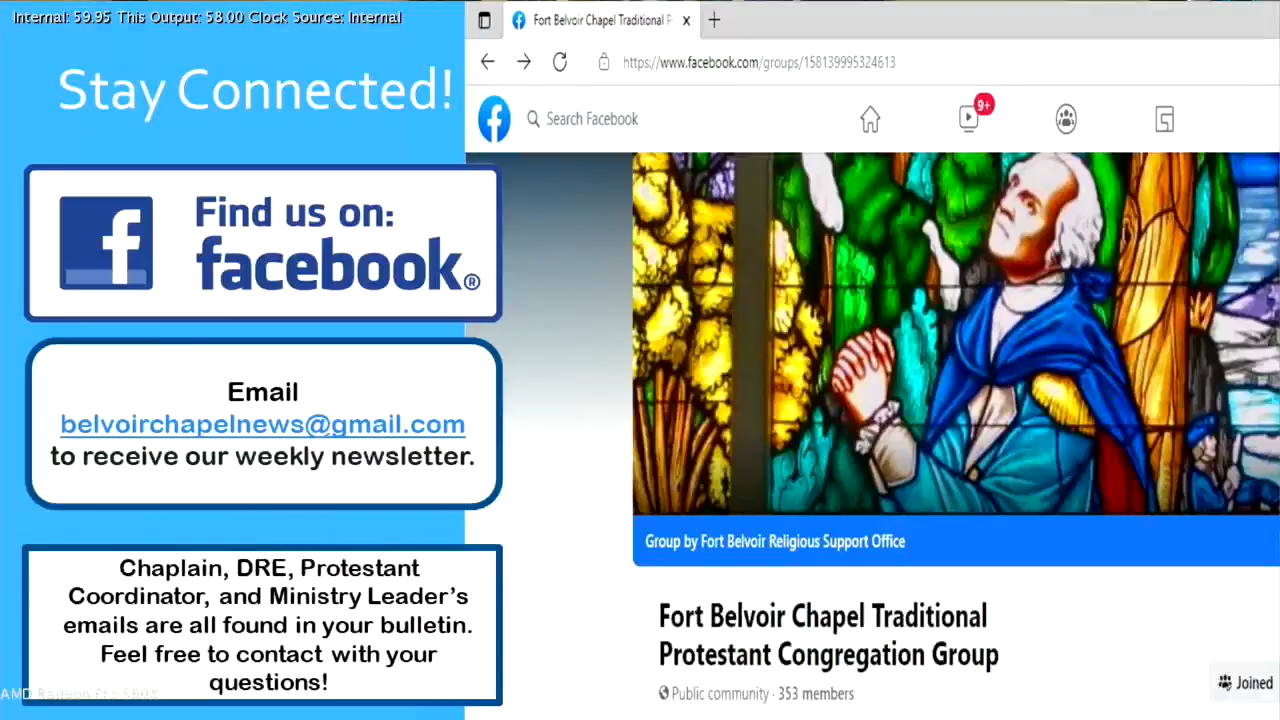 Internal: 59.95 This Output: 58.00 Clock Source: Internal
Stay Connected!
Find us on:
facebook®
Email
belvoirchapelnews@gmail.com
to receive our weekly newsletter.
Chaplain, DRE, Protestant
Coordinator, and Ministry Leader's
emails are all found in your bulletin.
Feel free to contact with your
questions!
AMD Radeon Pro 560X
Fort Belvoir Chapel Traditional P
https://www.facebook.com/groups/158139995324613
Search Facebook
9+
Group by Fort Belvoir Religious Support Office
Fort Belvoir Chapel Traditional
Protestant Congregation Group
Public community · 353 members
Joined